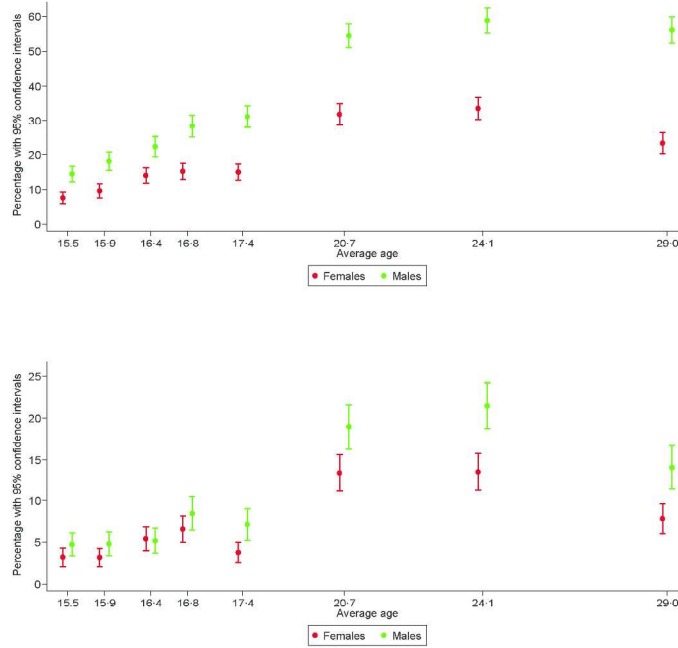 Percentage with 95% confidence intervals
60
50
40
30
20
10
0
15.5 15·9 16·4 16·8 17·4 20·7 24·1 29·0
Average age
Females Males
Percentage with 95% confidence intervals
25
20
15
10
5
0
15.5 15·9 16·4 16·8 17·4 20·7 24·1 29·0
Average age
Females Males